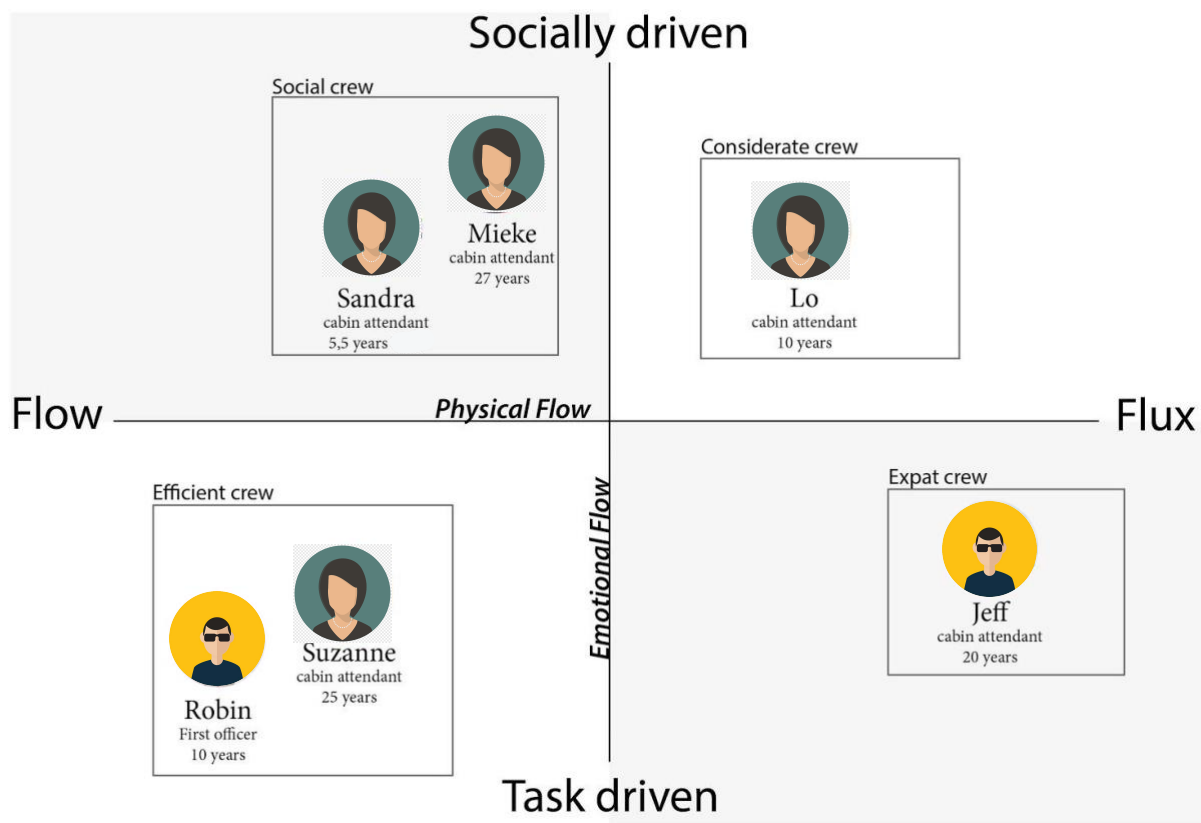 Socially driven
Social crew
Mieke
cabin attendant
27 years
Sandra
cabin attendant
5,5 years
Considerate crew
Lo
cabin attendant
10 years
Flow
Physical Flow
Flux
Emotional Flow
Efficient crew
Suzanne
cabin attendant
25 years
Robin
First officer
10 years
Expat crew
Jeff
cabin attendant
20 years
Task driven